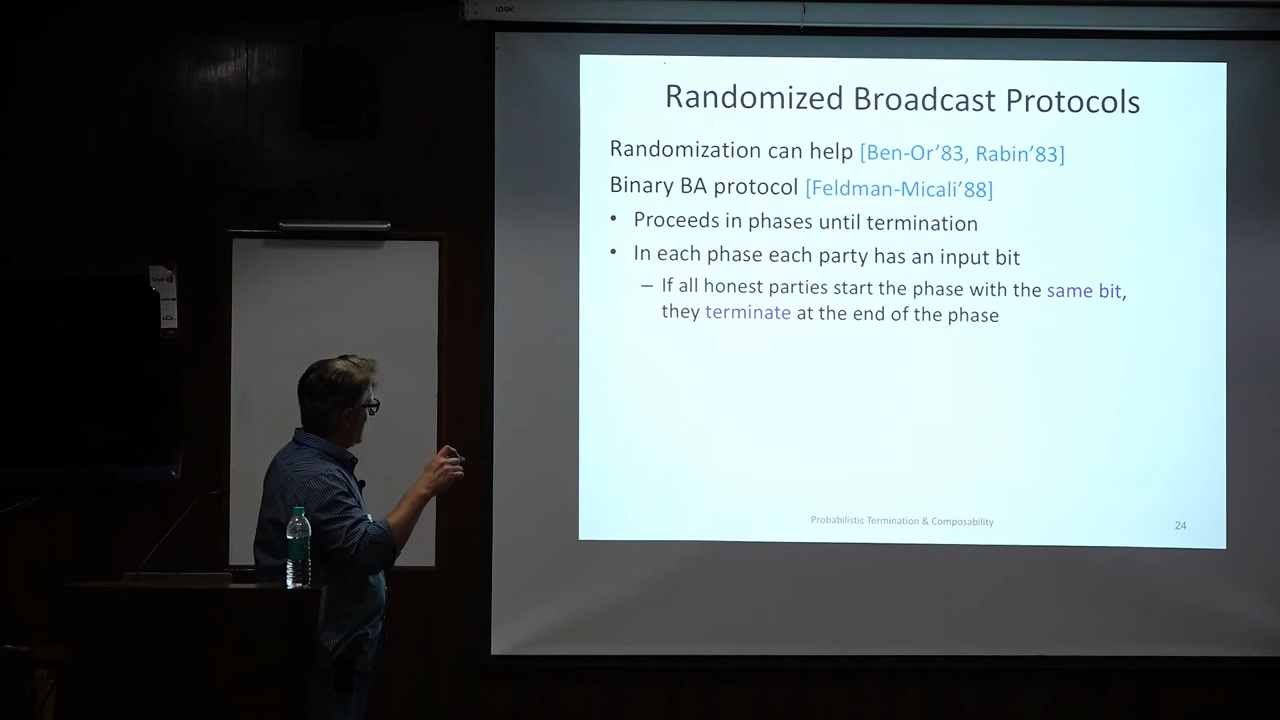 LOGIC
Randomized Broadcast Protocols
Randomization can help [Ben-Or’83, Rabin’83]
Binary BA protocol [Feldman-Micali’88]
• Proceeds in phases until termination
• In each phase each party has an input bit
– If all honest parties start the phase with the same bit,
they terminate at the end of the phase
Probabilistic Termination & Composability
24